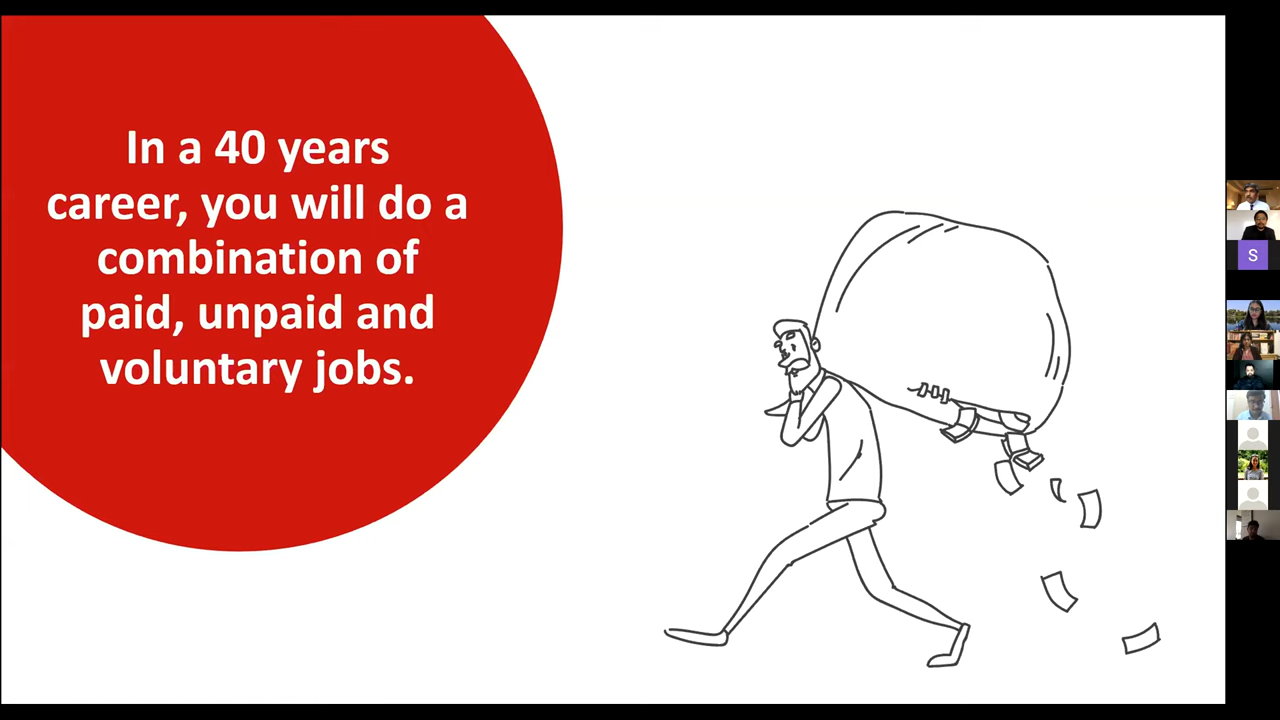 In a 40 years
career, you will do a
combination of
paid, unpaid and
voluntary jobs.
S